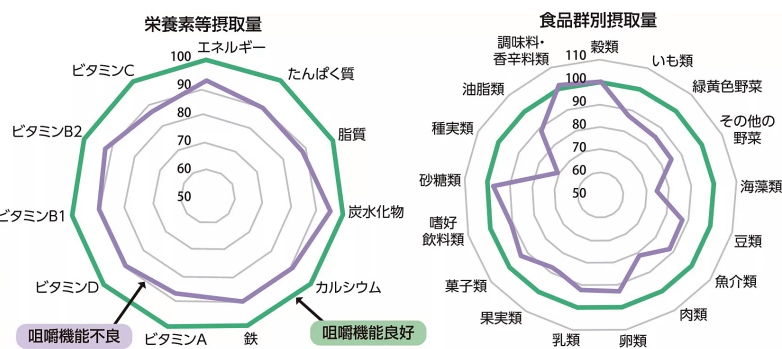 栄養素等摂取量
100
90
80
70
60
50
エネルギー
たんぱく質
脂質
炭水化物
カルシウム
鉄
ビタミンA
ビタミンD
ビタミンB1
ビタミンB2
ビタミンC
咀嚼機能不良
咀嚼機能良好
食品群別摂取量
110
100
90
80
70
60
50
穀類
いも類
緑黄色野菜
その他の
野菜
海藻類
豆類
魚介類
肉類
卵類
乳類
果実類
菓子類
嗜好
飲料類
砂糖類
種実類
油脂類
調味料・
香辛料類